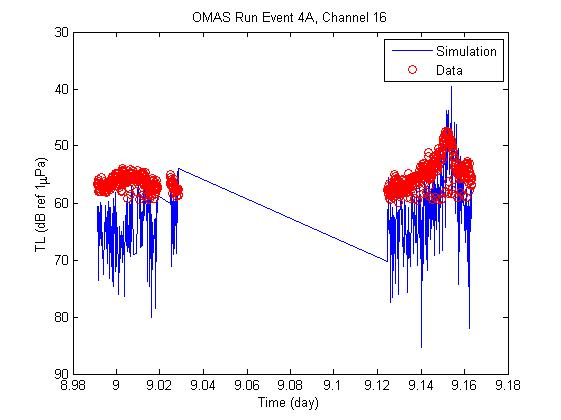 OMAS Run Event 4A, Channel 16
Simulation
Data
TL (dB ref 1μPa)
30
40
50
60
70
80
90
8.98 9 9.02 9.04 9.06 9.08 9.1 9.12 9.14 9.16 9.18
Time (day)